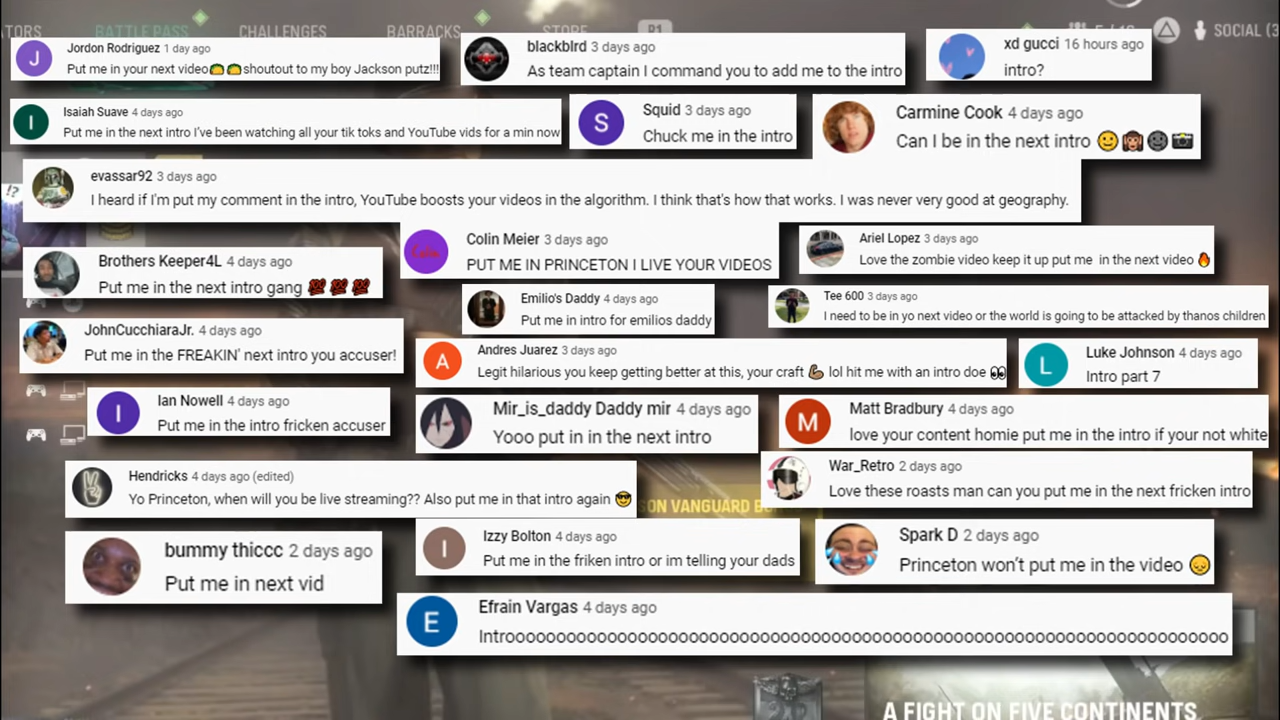 BATTLE PASS
CHALLENGES
BARRACKS
STORE
R1
SOCIAL (3
J
Jordon Rodriguez 1 day ago
Put me in your next video🌮🌮shoutout to my boy Jackson putz!!!
blackblrd 3 days ago
As team captain I command you to add me to the intro
xd gucci 16 hours ago
intro?
I
Isaiah Suave 4 days ago
Put me in the next intro I've been watching all your tik toks and YouTube vids for a min now
S
Squid 3 days ago
Chuck me in the intro
Carmine Cook 4 days ago
Can I be in the next intro 🙂🙉🌚📸
evassar92 3 days ago
I heard if I'm put my comment in the intro, YouTube boosts your videos in the algorithm. I think that's how that works. I was never very good at geography.
!?
Colin Meier 3 days ago
PUT ME IN PRINCETON I LIVE YOUR VIDEOS
Ariel Lopez 3 days ago
Love the zombie video keep it up put me in the next video 🔥
Brothers Keeper4L 4 days ago
Put me in the next intro gang 💯 💯 💯
Emilio's Daddy 4 days ago
Put me in intro for emilios daddy
Tee 600 3 days ago
I need to be in yo next video or the world is going to be attacked by thanos children
JohnCucchiaraJr. 4 days ago
Put me in the FREAKIN' next intro you accuser!
A
Andres Juarez 3 days ago
Legit hilarious you keep getting better at this, your craft 💪 lol hit me with an intro doe 👀
L
Luke Johnson 4 days ago
Intro part 7
I
Ian Nowell 4 days ago
Put me in the intro fricken accuser
Mir_is_daddy Daddy mir 4 days ago
Yooo put in in the next intro
M
Matt Bradbury 4 days ago
love your content homie put me in the intro if your not white
Hendricks 4 days ago (edited)
Yo Princeton, when will you be live streaming?? Also put me in that intro again 😎
War_Retro 2 days ago
Love these roasts man can you put me in the next fricken intro
SON VANGUARD
bummy thiccc 2 days ago
Put me in next vid
I
Izzy Bolton 4 days ago
Put me in the friken intro or im telling your dads
Spark D 2 days ago
Princeton won't put me in the video 😞
E
Efrain Vargas 4 days ago
Introooooooooooooooooooooooooooooooooooooooooooooooooooooooooo
A FIGHT ON FIVE CONTINENTS